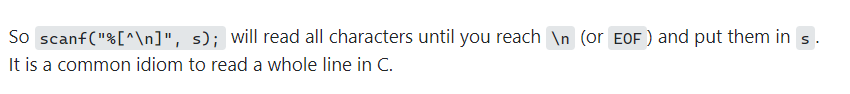 So scanf("%[^\n]", s); will read all characters until you reach \n (or EOF) and put them in s.
It is a common idiom to read a whole line in C.